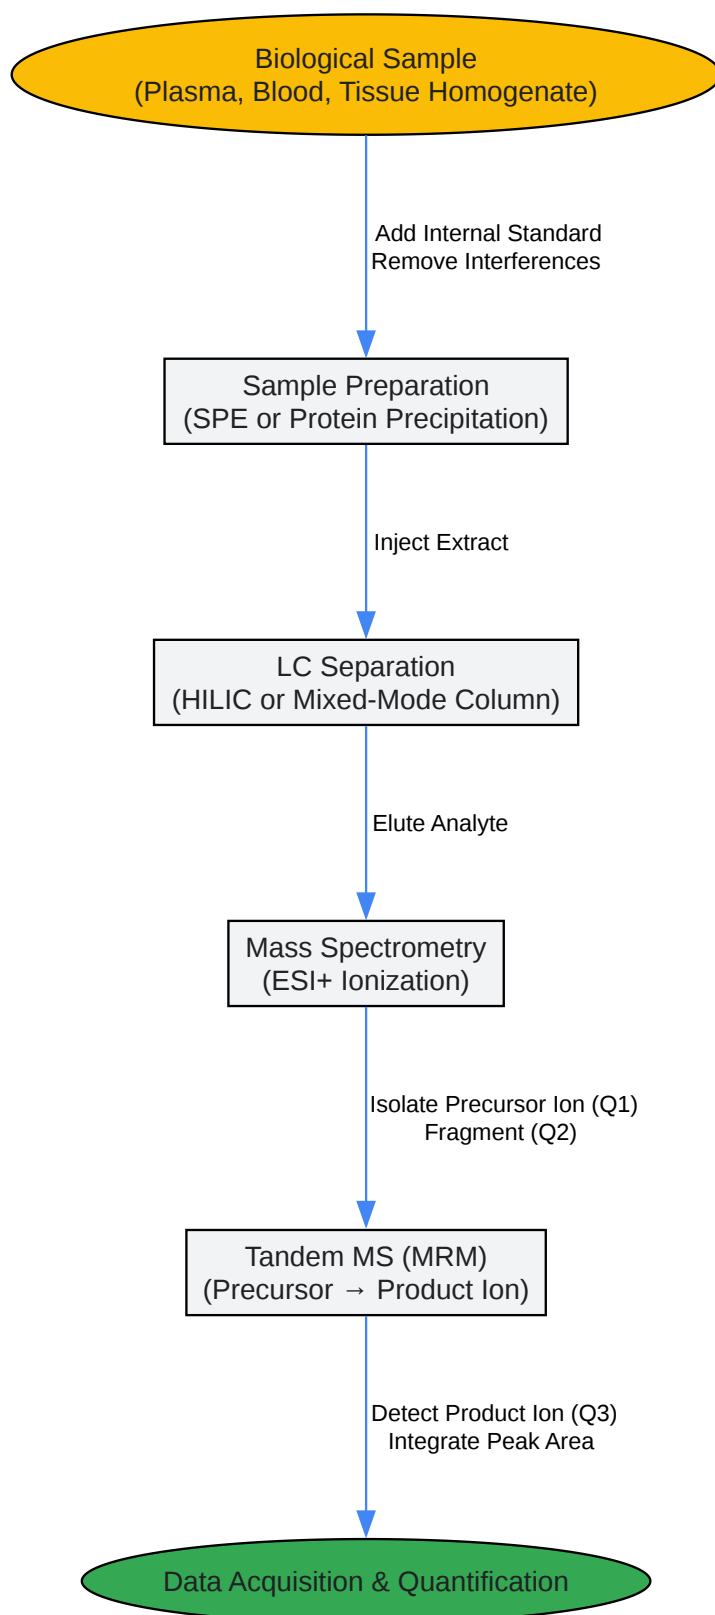 Biological Sample
(Plasma, Blood, Tissue Homogenate)
Add Internal Standard
Remove Interferences
Sample Preparation
(SPE or Protein Precipitation)
Inject Extract
LC Separation
(HILIC or Mixed-Mode Column)
Elute Analyte
Mass Spectrometry
(ESI+ Ionization)
Isolate Precursor Ion (Q1)
Fragment (Q2)
Tandem MS (MRM)
(Precursor → Product Ion)
Detect Product Ion (Q3)
Integrate Peak Area
Data Acquisition & Quantification